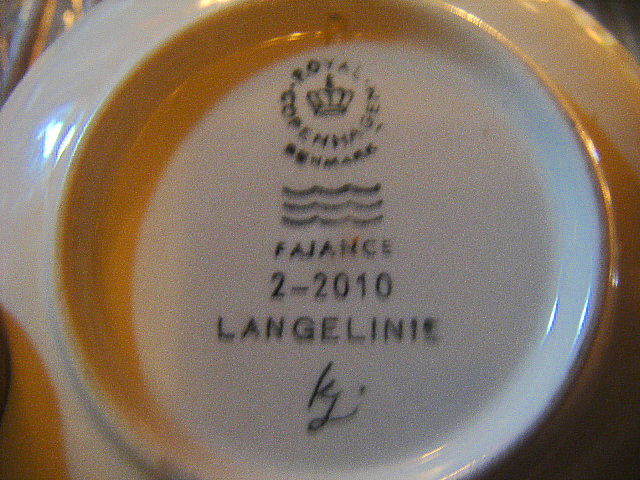 ROYAL
COPENHAGEN
DENMARK
FAJANCE
2-2010
LANGELINIE